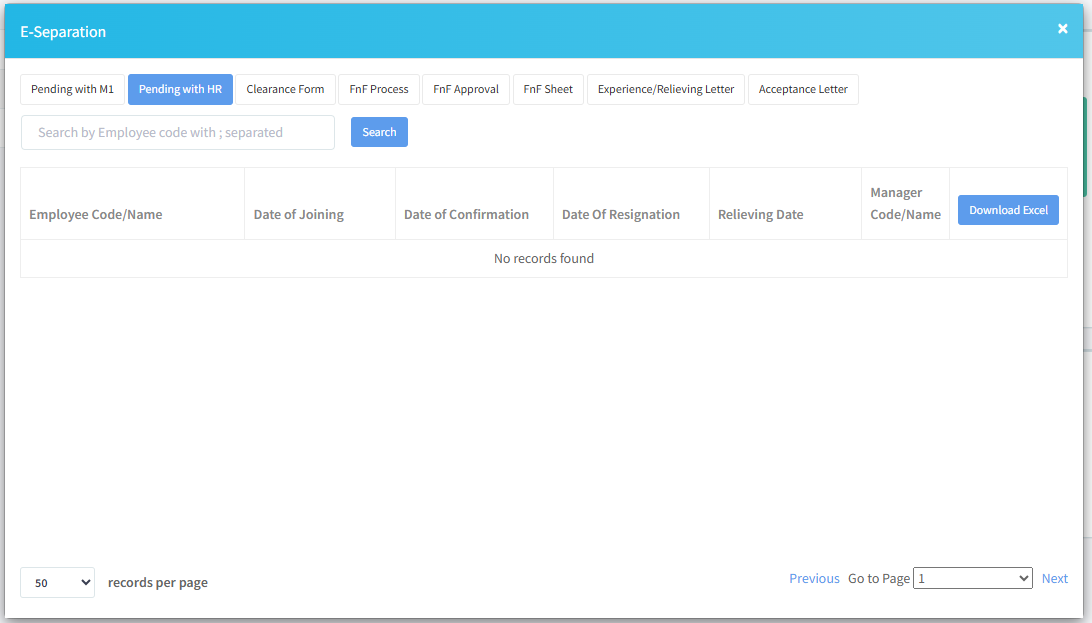 E-Separation ×
Pending with M1 Pending with HR Clearance Form FnF Process FnF Approval FnF Sheet Experience/Relieving Letter Acceptance Letter
Search by Employee code with ; separated Search
Employee Code/Name Date of Joining Date of Confirmation Date Of Resignation Relieving Date Manager Code/Name Download Excel
No records found
50 records per page Previous Go to Page 1 Next